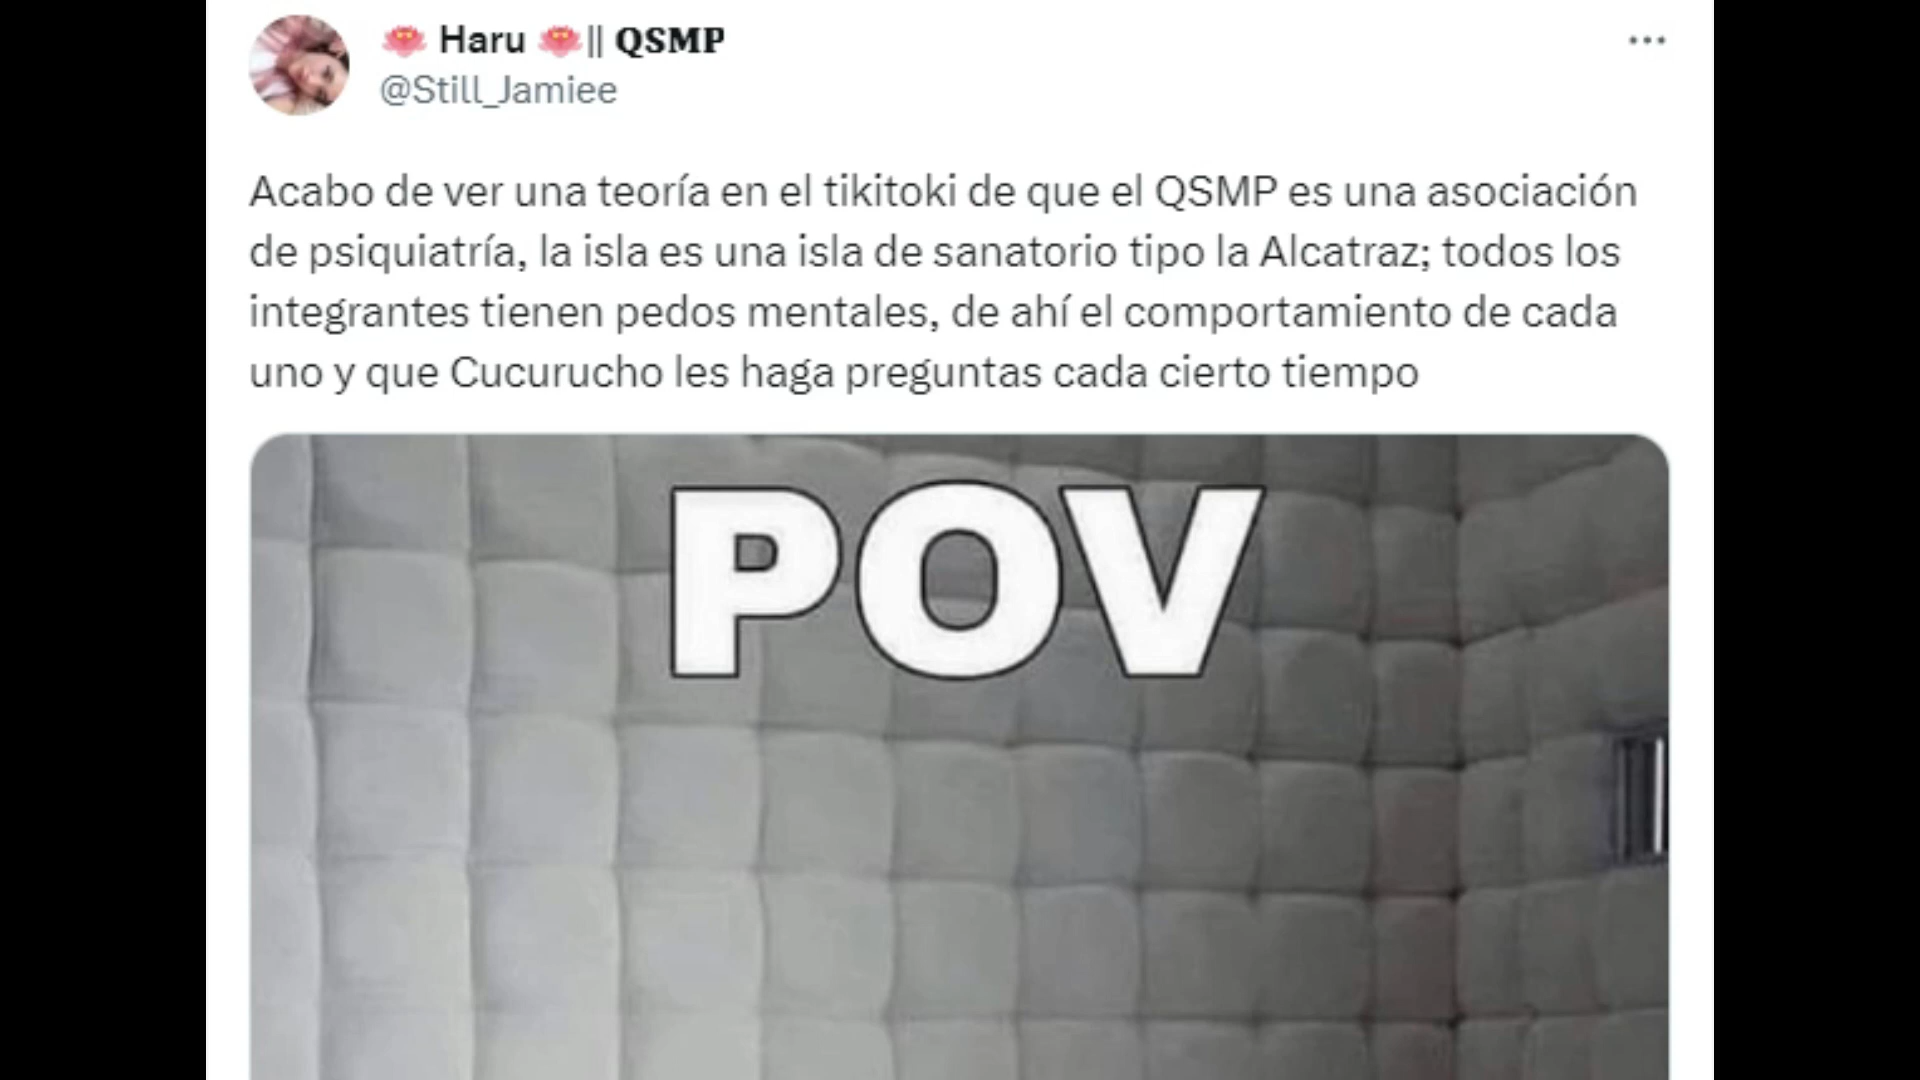 🪷 Haru 🪷|| QSMP
@Still_Jamiee
Acabo de ver una teoría en el tikitoki de que el QSMP es una asociación
de psiquiatría, la isla es una isla de sanatorio tipo la Alcatraz; todos los
integrantes tienen pedos mentales, de ahí el comportamiento de cada
uno y que Cucurucho les haga preguntas cada cierto tiempo
POV